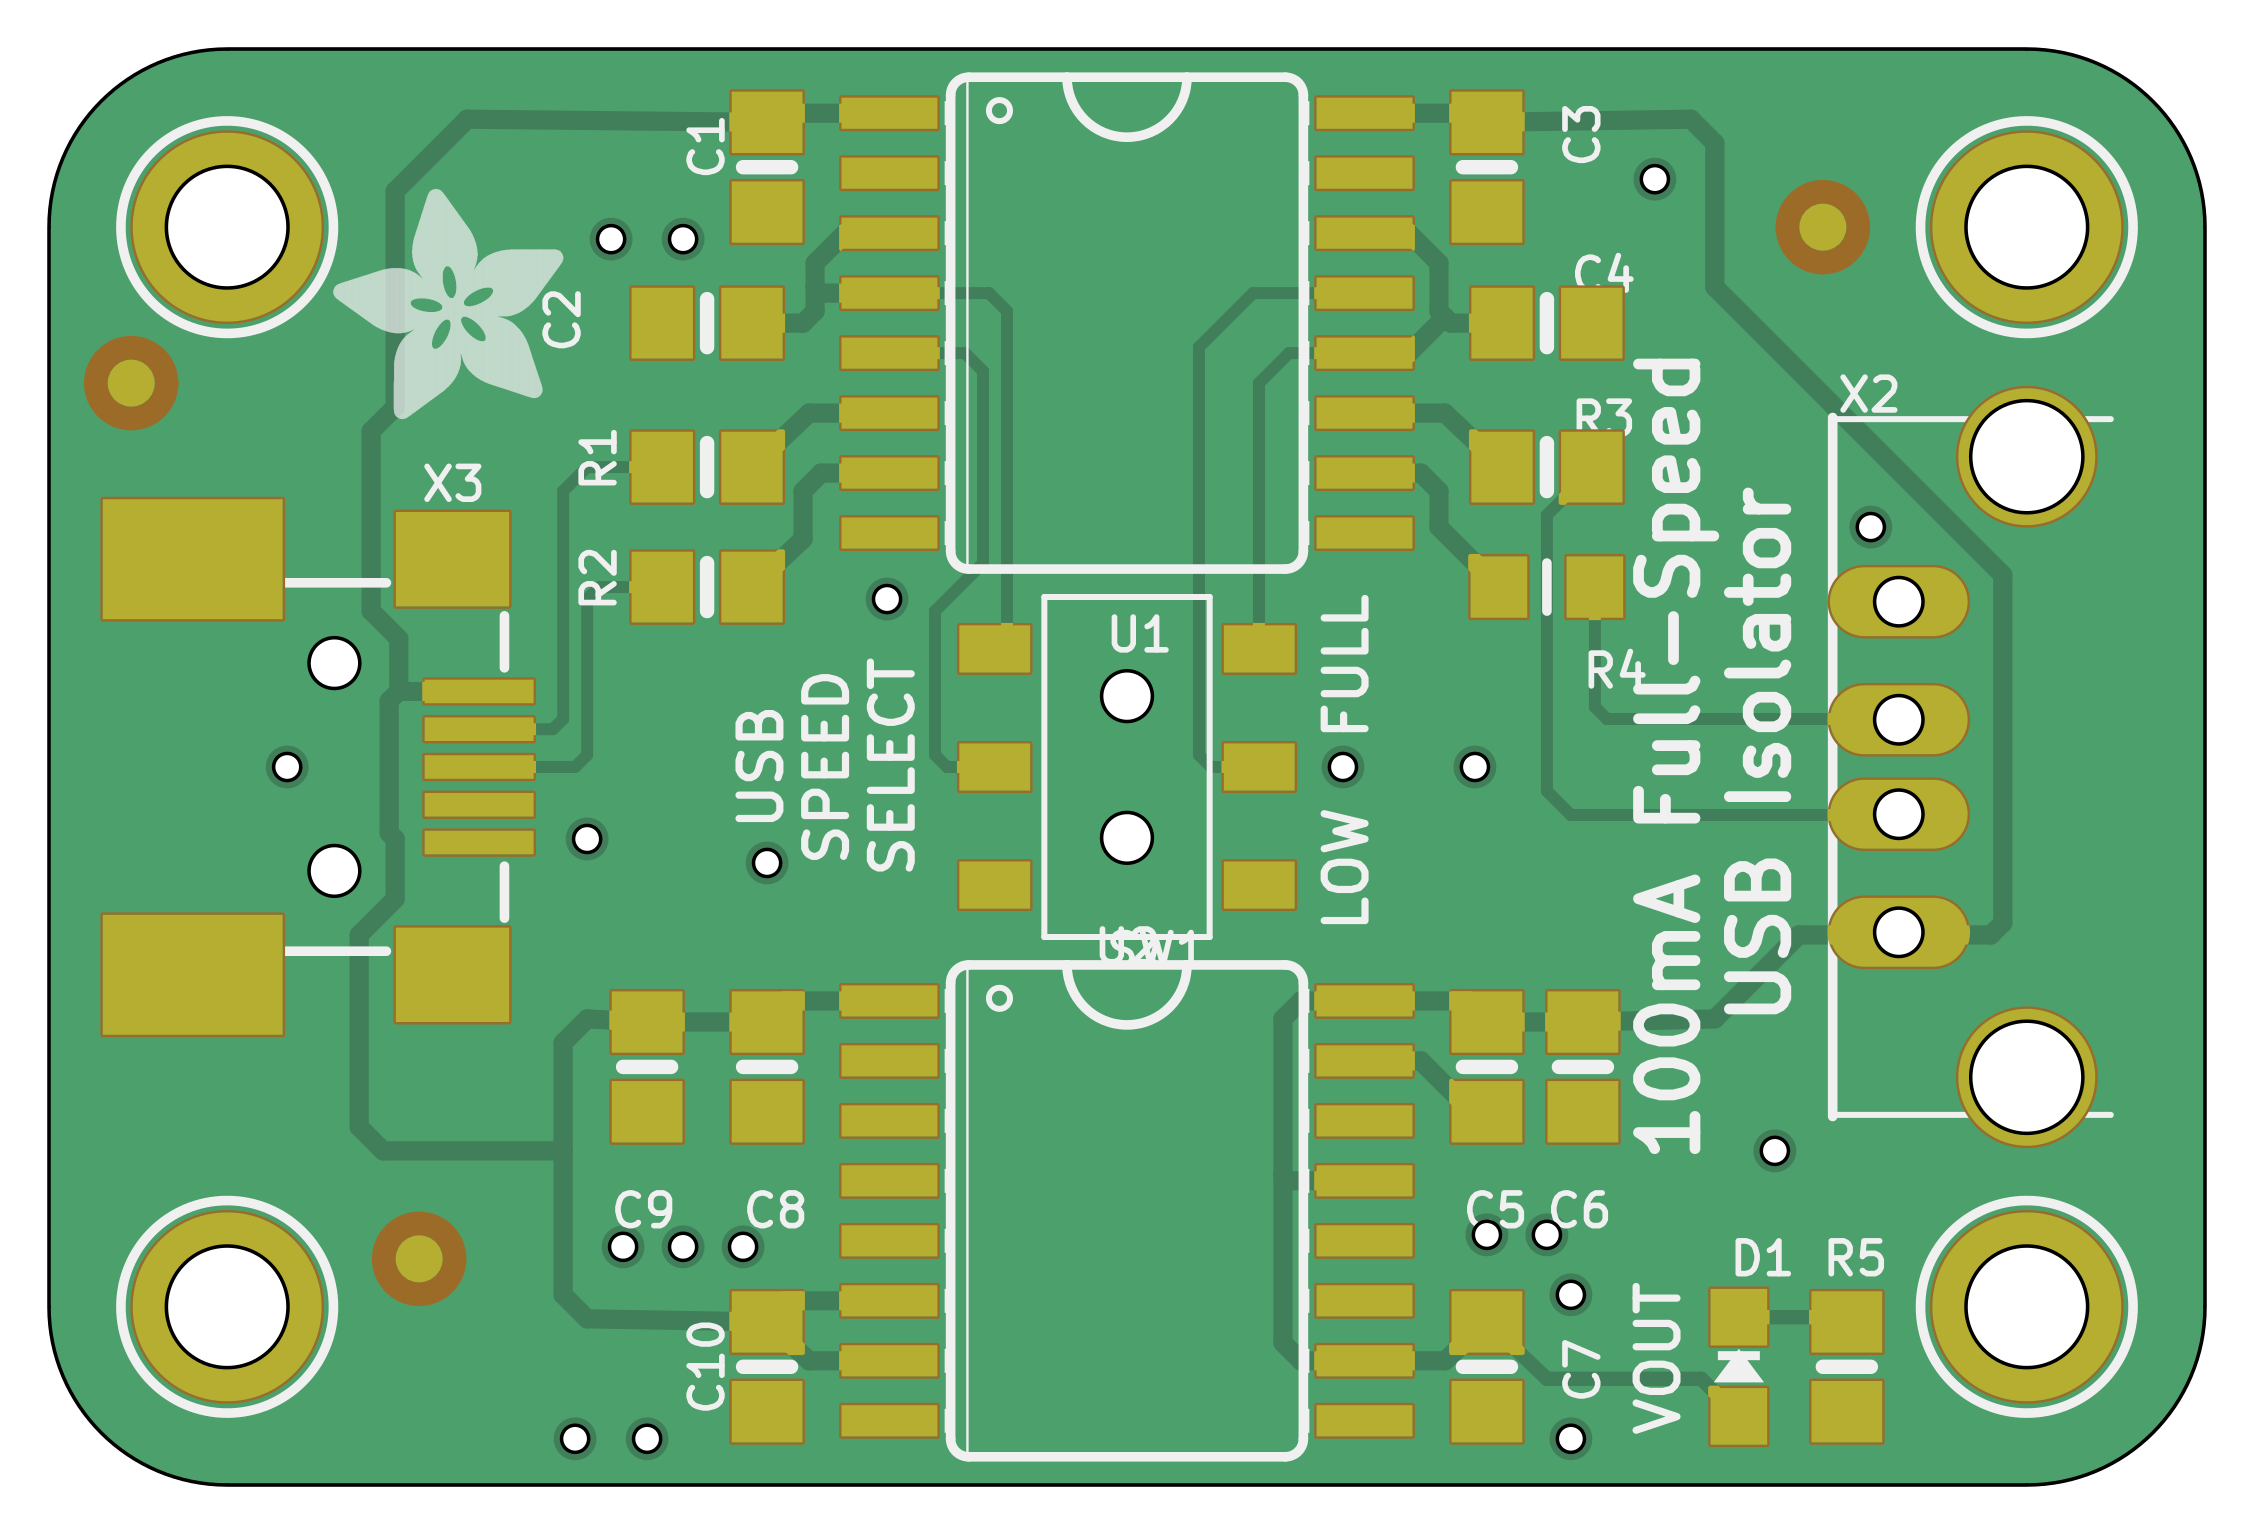 C1
C3
C2
C4
R1
R3
X2
X3
R2
U1
R4
USB
SPEED
SELECT
FULL
LOW
100mA Full-Speed
USB Isolator
U2
SW1
C9
C8
C5
C6
D1
R5
C10
C7
VOUT